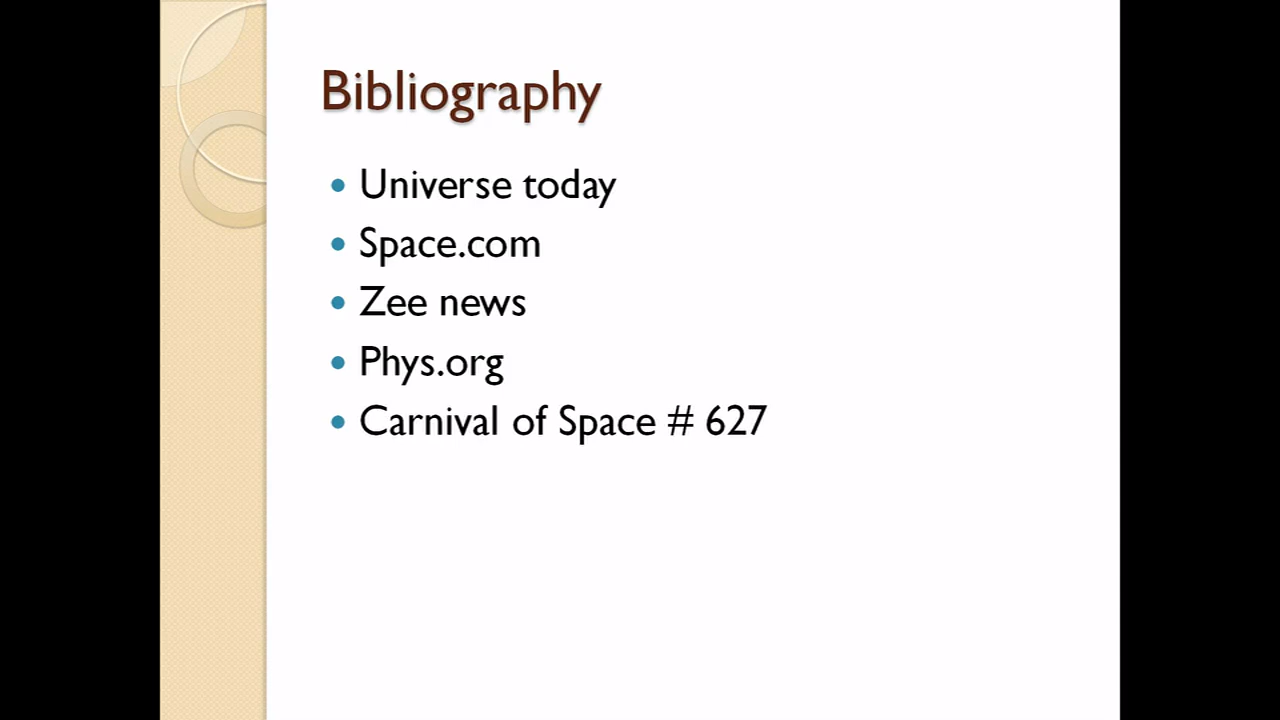 Bibliography
Universe today
Space.com
Zee news
Phys.org
Carnival of Space # 627